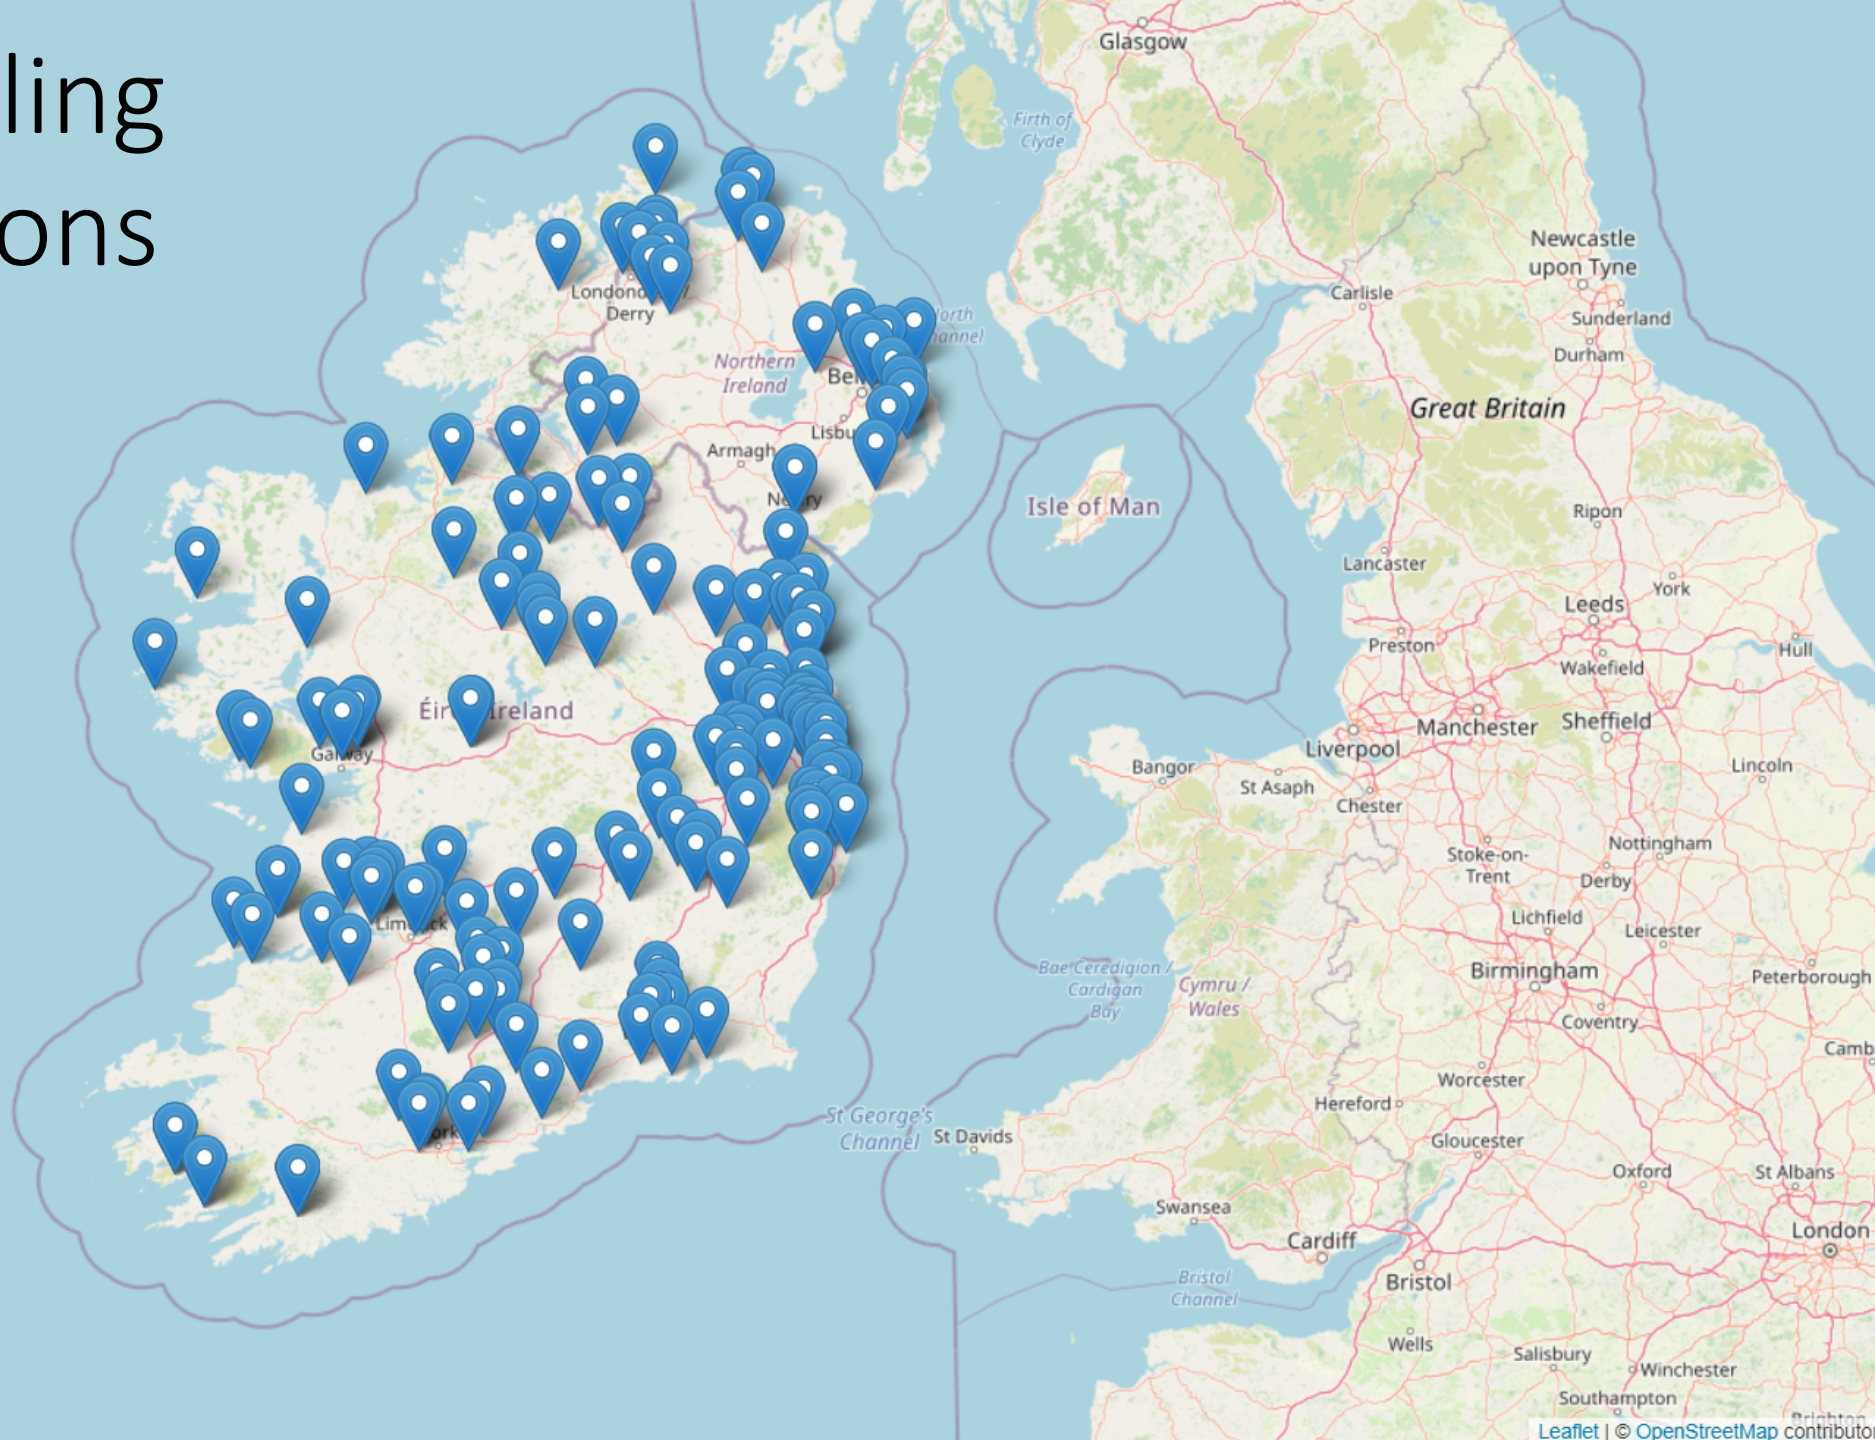 ling
ons
Glasgow
Firth of
Clyde
Newcastle
upon Tyne
Carlisle
Sunderland
Durham
Derry
Northern
Ireland
Great Britain
Armagh
Isle of Man
Ripon
Lancaster
York
Leeds
Preston
Wakefield
Hull
Manchester
Sheffield
Liverpool
Bangor
St Asaph
Chester
Lincoln
Galway
Stoke-on-
Trent
Nottingham
Derby
Lichfield
Leicester
Birmingham
Peterborough
Bae Ceredigion /
Cardigan
Bay
Cymru /
Wales
Coventry
Camb
Worcester
Hereford
Gloucester
St George's
Channel
St Davids
Oxford
St Albans
Swansea
Cardiff
London
Bristol
Bristol
Channel
Wells
Salisbury
Winchester
Southampton
Leaflet | © OpenStreetMap contributo